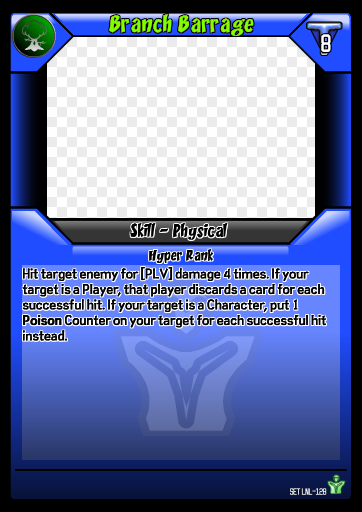 Branch Barrage
8
Skill - Physical
Hyper Rank
Hit target enemy for [PLV] damage 4 times. If your
target is a Player, that player discards a card for each
successful hit. If your target is a Character, put 1
Poison Counter on your target for each successful hit
instead.
SET LNL-128